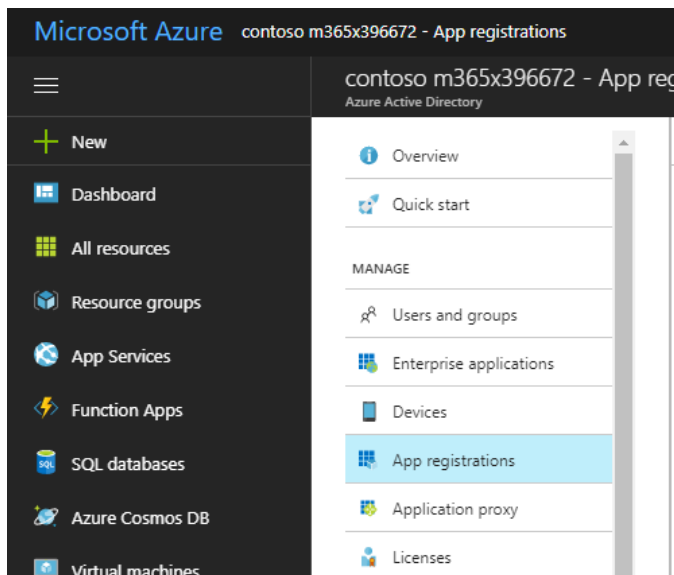 Microsoft Azure contoso m365x396672 - App registrations
contoso m365x396672 - App reg
Azure Active Directory
New
Dashboard
All resources
Resource groups
App Services
Function Apps
SQL databases
Azure Cosmos DB
Virtual machines
Overview
Quick start
MANAGE
Users and groups
Enterprise applications
Devices
App registrations
Application proxy
Licenses